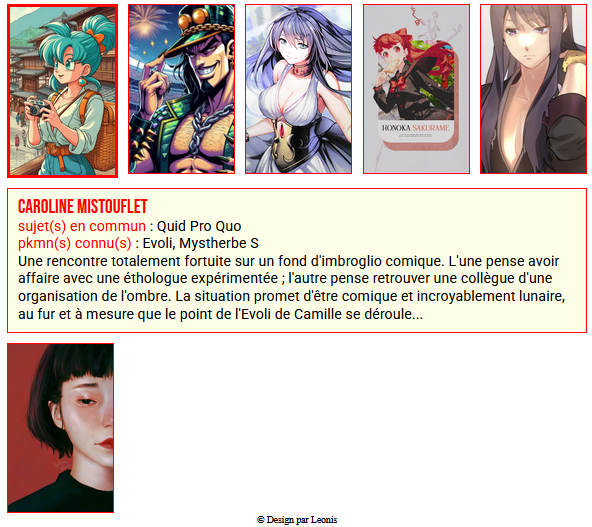 HONOKA SAKURAME
CAROLINE MISTOUFLET
sujet(s) en commun : Quid Pro Quo
pkmn(s) connu(s) : Evoli, Mystherbe S
Une rencontre totalement fortuite sur un fond d'imbroglio comique. L'une pense avoir
affaire avec une éthologue expérimentée ; l'autre pense retrouver une collègue d'une
organisation de l'ombre. La situation promet d'être comique et incroyablement lunaire,
au fur et à mesure que le point de l'Evoli de Camille se déroule...
© Design par Leonis